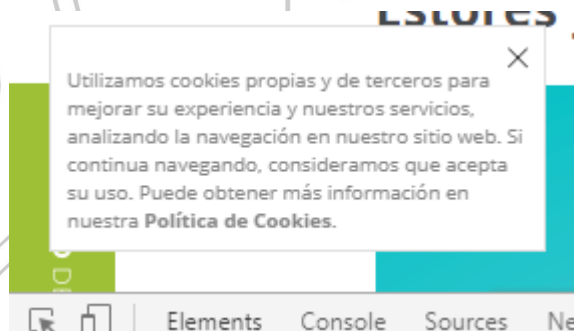 Estores
Utilizamos cookies propias y de terceros para
mejorar su experiencia y nuestros servicios,
analizando la navegación en nuestro sitio web. Si
continua navegando, consideramos que acepta
su uso. Puede obtener más información en
nuestra Política de Cookies.
Elements Console Sources